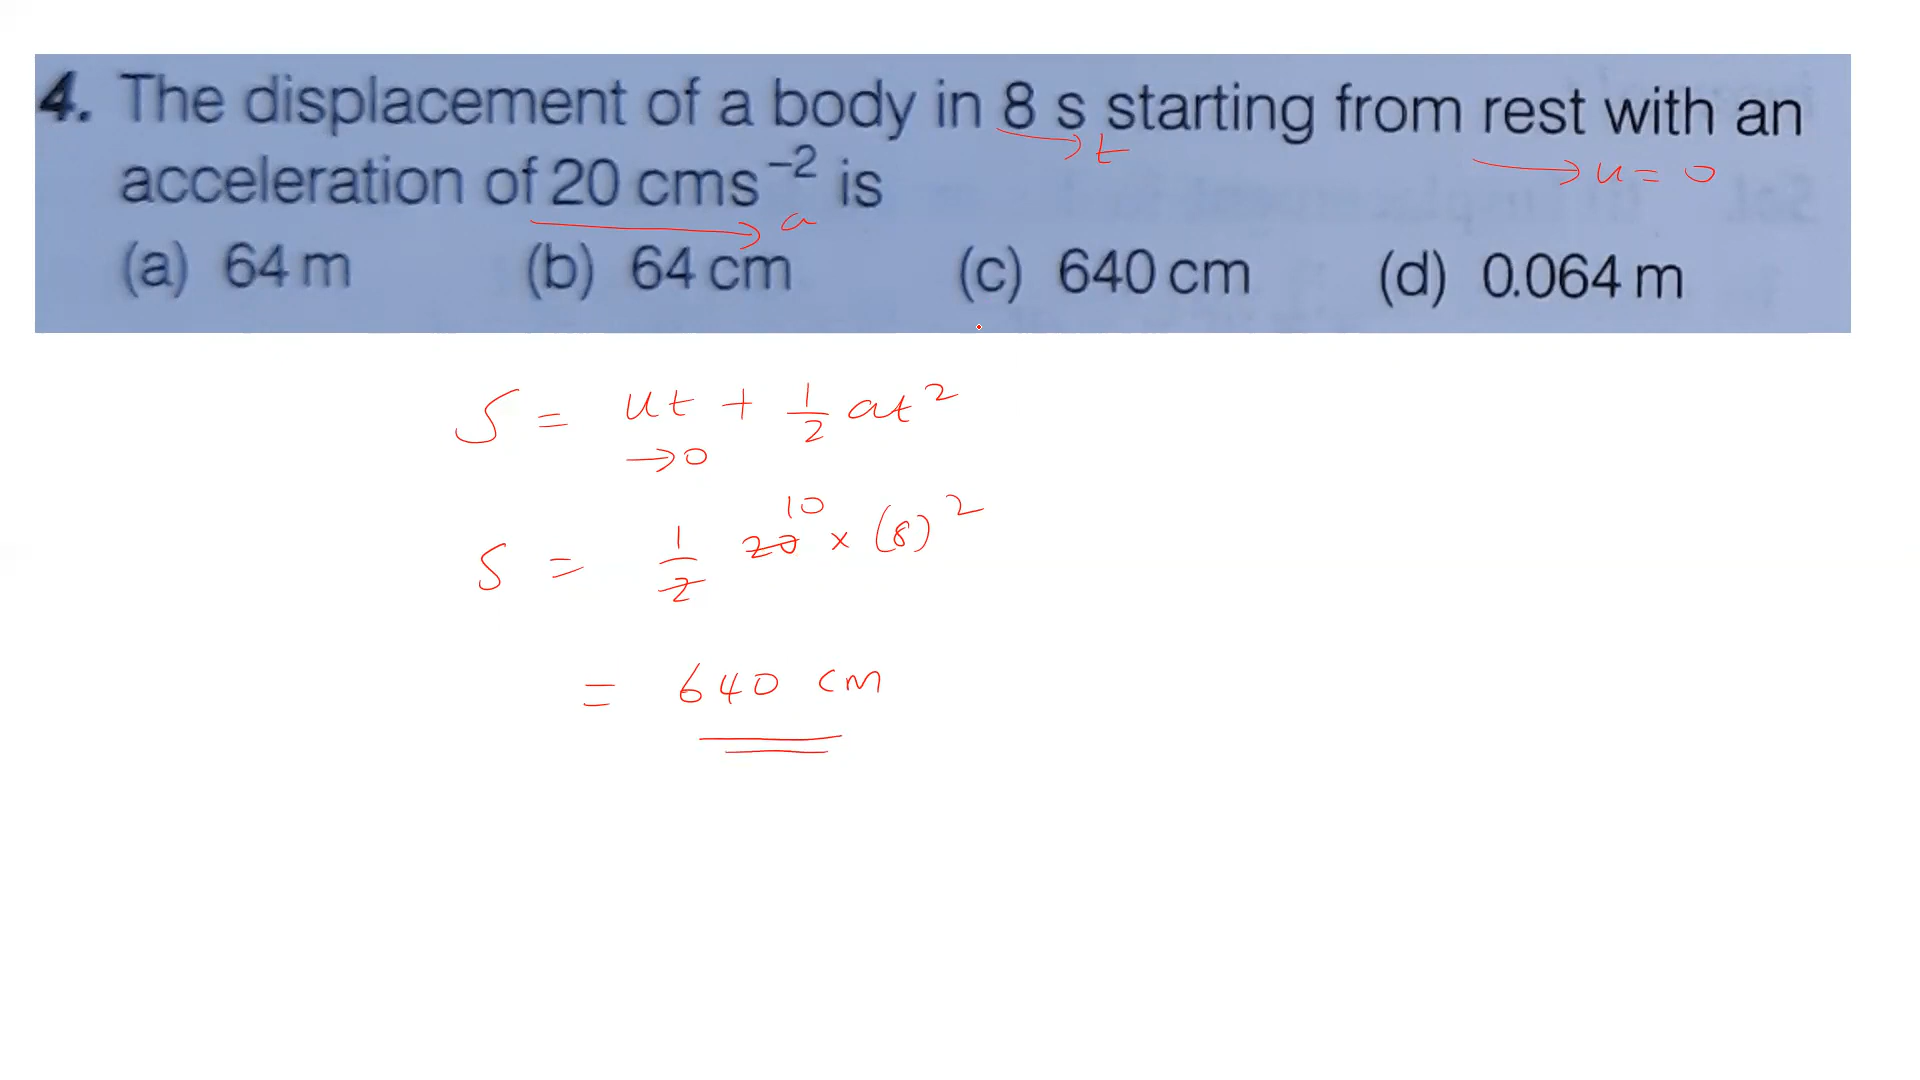 4. The displacement of a body in 8 s starting from rest with an
→ t
→ u = 0
acceleration of 20 cms⁻² is
→ a
(a) 64 m (b) 64 cm (c) 640 cm (d) 0.064 m
S = ut + 1/2 at²
→ 0
10
S = 1/2 20 × (8)²
= 640 cm